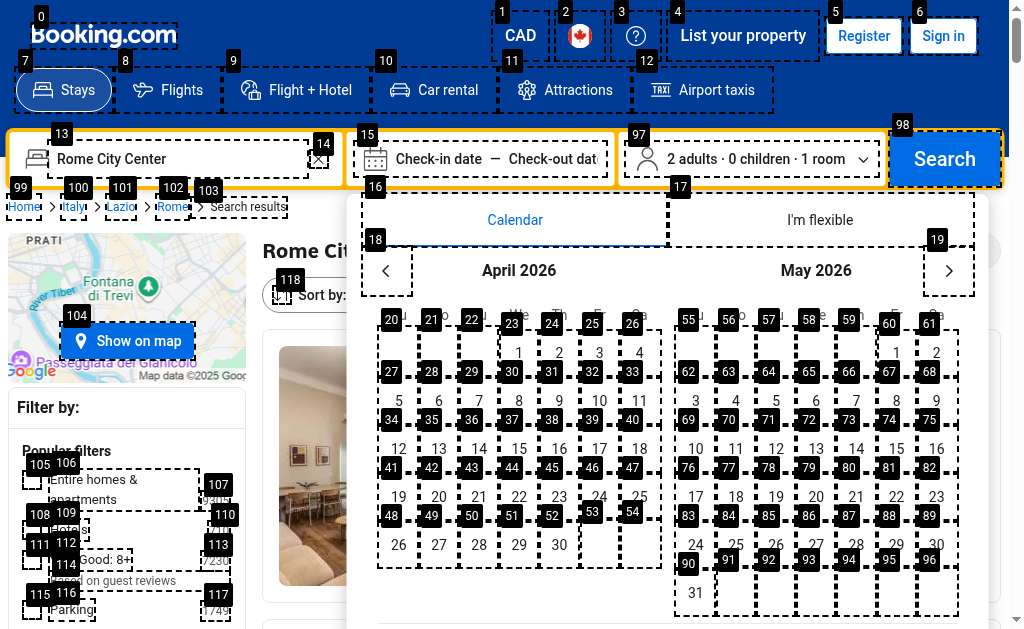 Booking.com
CAD
List your property
Register
Sign in
Stays
Flights
Flight + Hotel
Car rental
Attractions
Airport taxis
Rome City Center
Check-in date — Check-out dat
2 adults · 0 children · 1 room
Search
Home
Italy
Lazio
Rome
Search results
Calendar
I'm flexible
PRATI
Fontana
di Trevi
River Tiber
Show on map
Passeggiata del Gianicolo
Google
Map data ©2025 Goog
Rome Cit
Sort by:
April 2026
May 2026
1 2 3 4
5 6 7 8 9 10 11
12 13 14 15 16 17 18
19 20 21 22 23 24 25
26 27 28 29 30
1 2
3 4 5 6 7 8 9
10 11 12 13 14 15 16
17 18 19 20 21 22 23
24 25 26 27 28 29 30
31
Filter by:
Popular filters
Entire homes &
apartments
9305
Hotels
Good: 8+
7230
Based on guest reviews
Parking
1749
0
1
2
3
4
5
6
7
8
9
10
11
12
13
14
15
16
17
18
19
20 21 22 23 24 25 26
27 28 29 30 31 32 33
34 35 36 37 38 39 40
41 42 43 44 45 46 47
48 49 50 51 52 53 54
55 56 57 58 59 60 61
62 63 64 65 66 67 68
69 70 71 72 73 74 75
76 77 78 79 80 81 82
83 84 85 86 87 88 89
90 91 92 93 94 95 96
97
98
99
100
101
102
103
104
105
106
107
108
109
110
111
112
113
114
115
116
117
118